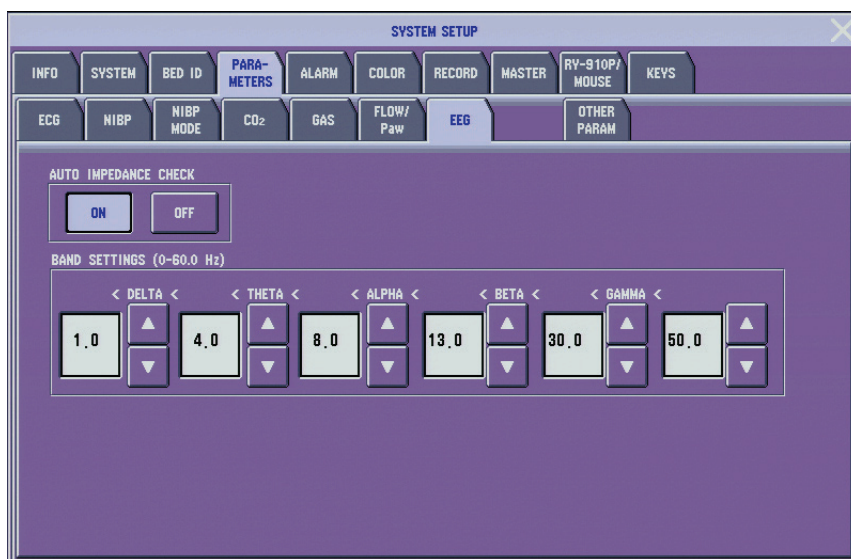 SYSTEM SETUP
INFO SYSTEM BED ID PARA-METERS ALARM COLOR RECORD MASTER RY-910P/MOUSE KEYS
ECG NIBP NIBP MODE CO₂ GAS FLOW/Paw EEG OTHER PARAM
AUTO IMPEDANCE CHECK
ON OFF
BAND SETTINGS (0-60.0 Hz)
< DELTA < < THETA < < ALPHA < < BETA < < GAMMA <
1.0 4.0 8.0 13.0 30.0 50.0